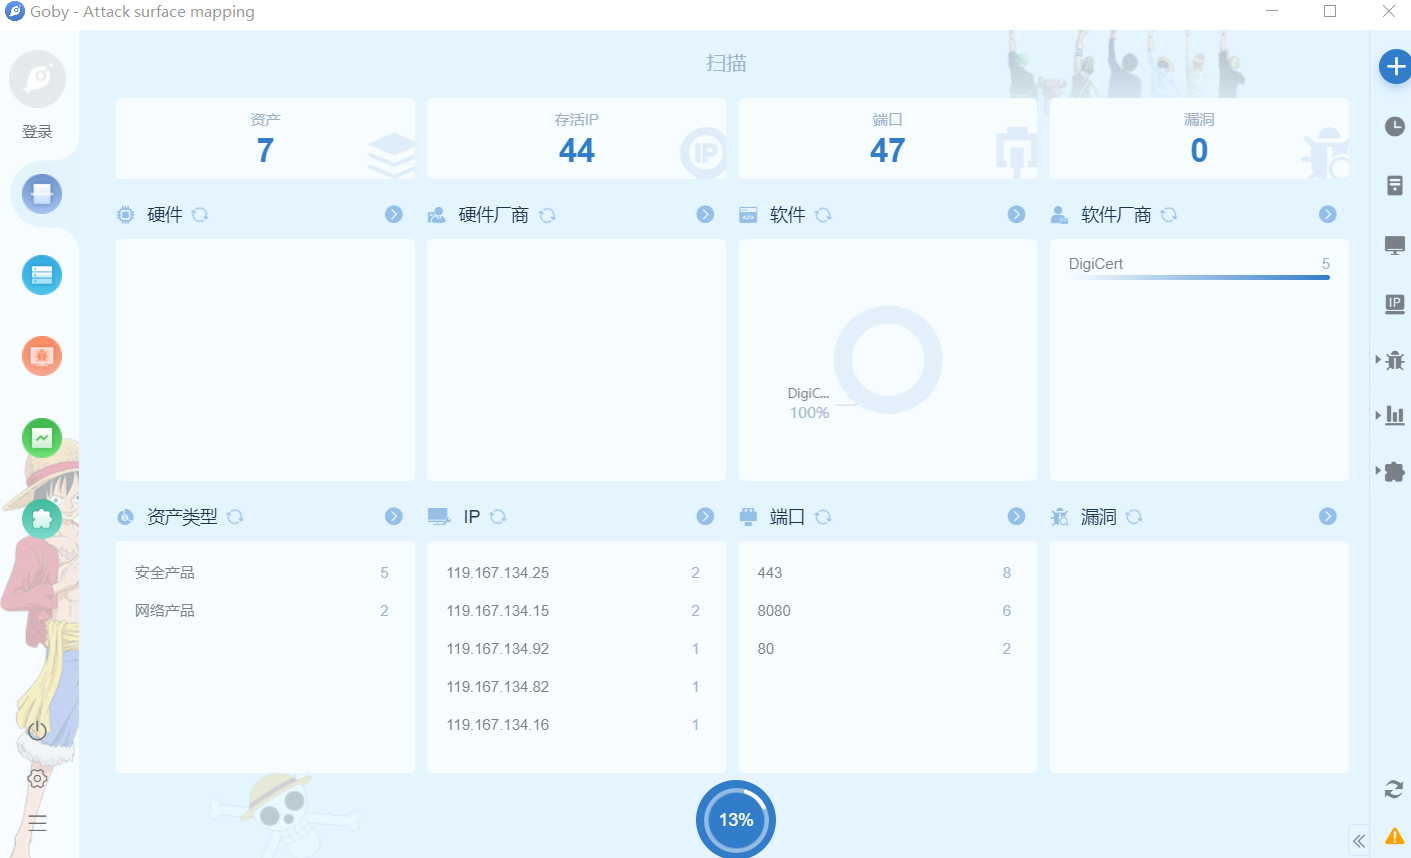 Goby - Attack surface mapping
扫描
登录
资产
7
存活IP
44
IP
端口
47
漏洞
0
硬件
硬件厂商
软件
软件厂商
DigiC...
100%
DigiCert 5
资产类型
IP
端口
漏洞
安全产品 5
网络产品 2
119.167.134.25 2
119.167.134.15 2
119.167.134.92 1
119.167.134.82 1
119.167.134.16 1
443 8
8080 6
80 2
13%
IP